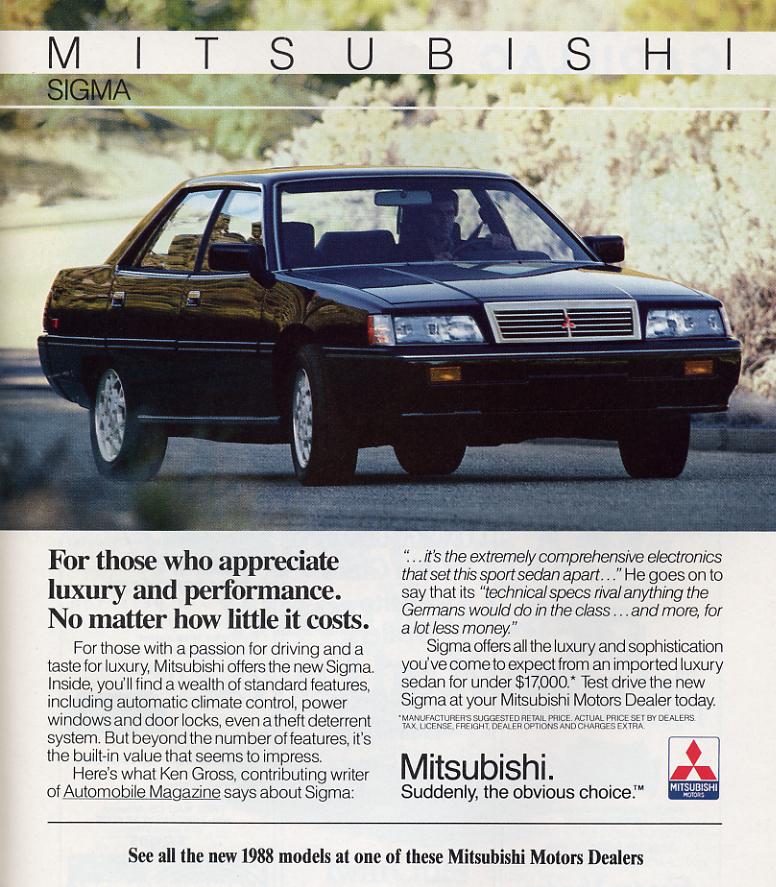 MITSUBISHI
SIGMA
For those who appreciate
luxury and performance.
No matter how little it costs.
For those with a passion for driving and a
taste for luxury, Mitsubishi offers the new Sigma.
Inside, you'll find a wealth of standard features,
including automatic climate control, power
windows and door locks, even a theft deterrent
system. But beyond the number of features, it's
the built-in value that seems to impress.
Here's what Ken Gross, contributing writer
of Automobile Magazine says about Sigma:
"...it's the extremely comprehensive electronics
that set this sport sedan apart..." He goes on to
say that its "technical specs rival anything the
Germans would do in the class...and more, for
a lot less money."
Sigma offers all the luxury and sophistication
you've come to expect from an imported luxury
sedan for under $17,000.* Test drive the new
Sigma at your Mitsubishi Motors Dealer today.
*MANUFACTURER'S SUGGESTED RETAIL PRICE. ACTUAL PRICE SET BY DEALERS.
TAX, LICENSE, FREIGHT, DEALER OPTIONS AND CHARGES EXTRA.
Mitsubishi.
Suddenly, the obvious choice.™
MITSUBISHI
MOTORS
See all the new 1988 models at one of these Mitsubishi Motors Dealers